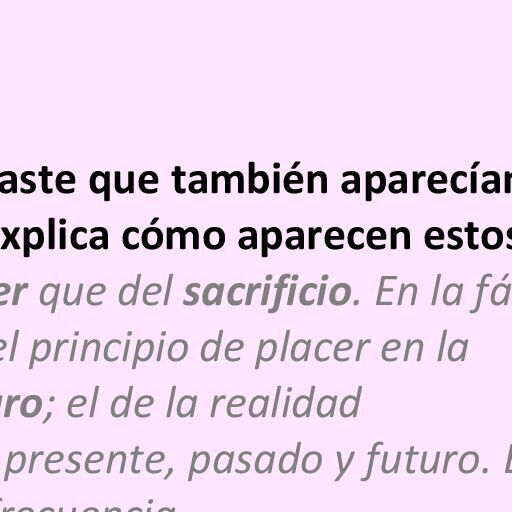 aste que también aparecían
xplica cómo aparecen estos
er que del sacrificio. En la fá
el principio de placer en la
uro; el de la realidad
presente, pasado y futuro.
frecuencia